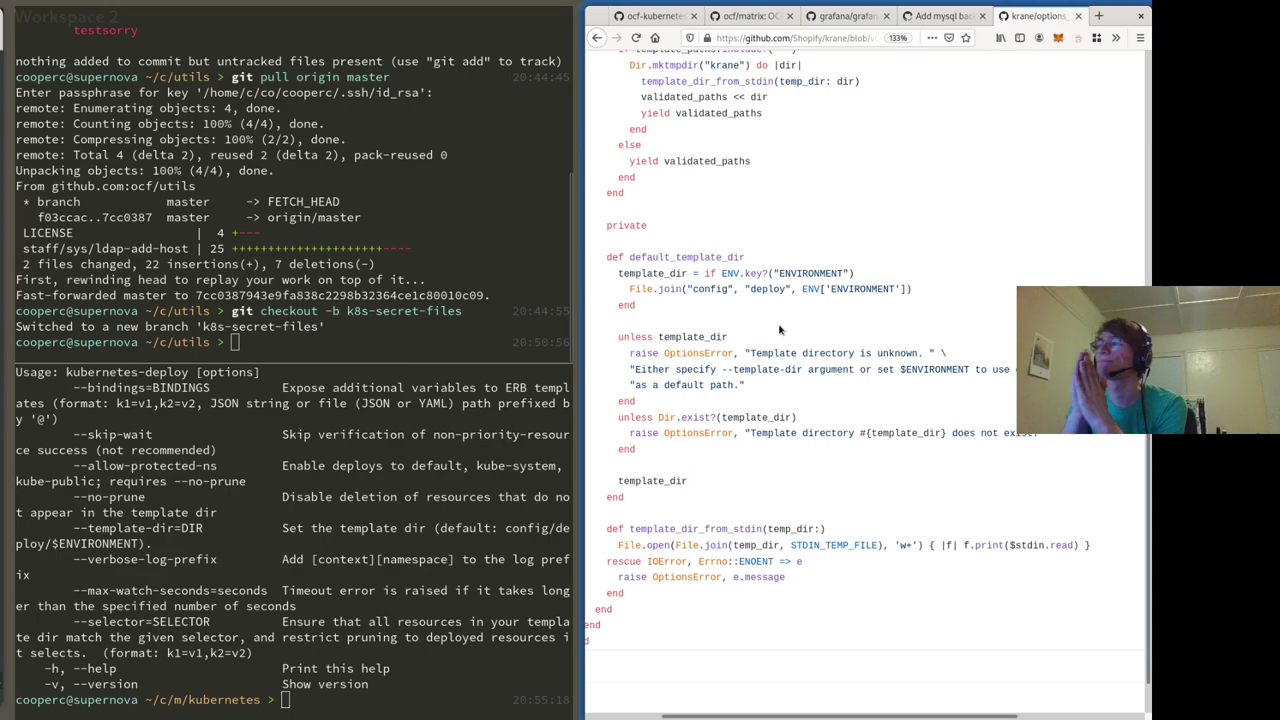 Workspace 2
testsorry
nothing added to commit but untracked files present (use "git add" to track)
cooperc@supernova ~/c/utils > git pull origin master 20:44:45
Enter passphrase for key '/home/c/co/cooperc/.ssh/id_rsa':
remote: Enumerating objects: 4, done.
remote: Counting objects: 100% (4/4), done.
remote: Compressing objects: 100% (2/2), done.
remote: Total 4 (delta 2), reused 2 (delta 2), pack-reused 0
Unpacking objects: 100% (4/4), done.
From github.com:ocf/utils
* branch master -> FETCH_HEAD
f03ccac..7cc0387 master -> origin/master
LICENSE | 4 +---
staff/sys/ldap-add-host | 25 +++++++++++++++++++++----
2 files changed, 22 insertions(+), 7 deletions(-)
First, rewinding head to replay your work on top of it...
Fast-forwarded master to 7cc0387943e9fa838c2298b32364ce1c80010c09.
cooperc@supernova ~/c/utils > git checkout -b k8s-secret-files 20:44:55
Switched to a new branch 'k8s-secret-files'
cooperc@supernova ~/c/utils > 20:50:56
Usage: kubernetes-deploy [options]
--bindings=BINDINGS Expose additional variables to ERB templ
ates (format: k1=v1,k2=v2, JSON string or file (JSON or YAML) path prefixed b
y '@')
--skip-wait Skip verification of non-priority-resour
ce success (not recommended)
--allow-protected-ns Enable deploys to default, kube-system,
kube-public; requires --no-prune
--no-prune Disable deletion of resources that do no
t appear in the template dir
--template-dir=DIR Set the template dir (default: config/de
ploy/$ENVIRONMENT).
--verbose-log-prefix Add [context][namespace] to the log pref
ix
--max-watch-seconds=seconds Timeout error is raised if it takes long
er than the specified number of seconds
--selector=SELECTOR Ensure that all resources in your templa
te dir match the given selector, and restrict pruning to deployed resources i
t selects. (format: k1=v1,k2=v2)
-h, --help Print this help
-v, --version Show version
cooperc@supernova ~/c/m/kubernetes > 20:55:18
ocf-kubernetes
ocf/matrix: OC
grafana/grafan
Add mysql bac
krane/options_
https://github.com/Shopify/krane/blob/v 133%
Dir.mktmpdir("krane") do |dir|
template_dir_from_stdin(temp_dir: dir)
validated_paths << dir
yield validated_paths
end
else
yield validated_paths
end
end
private
def default_template_dir
template_dir = if ENV.key?("ENVIRONMENT")
File.join("config", "deploy", ENV['ENVIRONMENT'])
end
unless template_dir
raise OptionsError, "Template directory is unknown. " \
"Either specify --template-dir argument or set $ENVIRONMENT to use
"as a default path."
end
unless Dir.exist?(template_dir)
raise OptionsError, "Template directory #{template_dir} does not exist.
end
template_dir
end
def template_dir_from_stdin(temp_dir:)
File.open(File.join(temp_dir, STDIN_TEMP_FILE), 'w+') { |f| f.print($stdin.read) }
rescue IOError, Errno::ENOENT => e
raise OptionsError, e.message
end
end
end
d